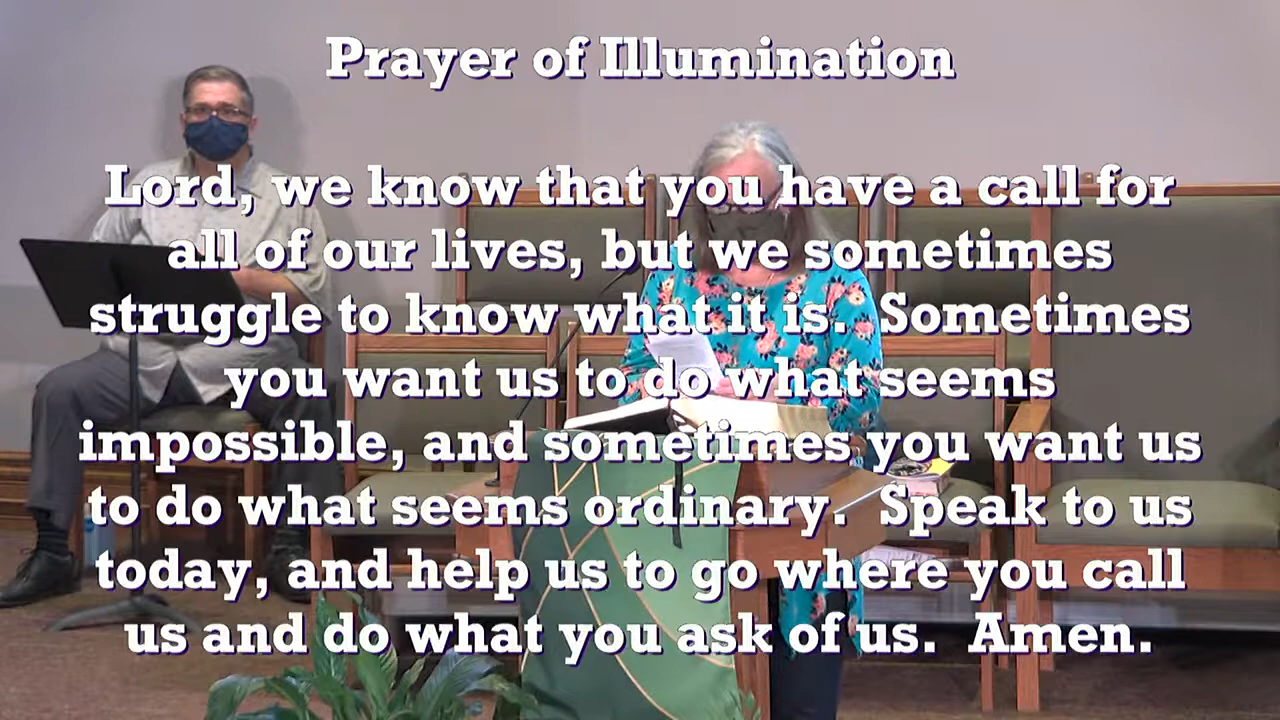 Prayer of Illumination
Lord, we know that you have a call for
all of our lives, but we sometimes
struggle to know what it is.  Sometimes
you want us to do what seems
impossible, and sometimes you want us
to do what seems ordinary.  Speak to us
today, and help us to go where you call
us and do what you ask of us.  Amen.